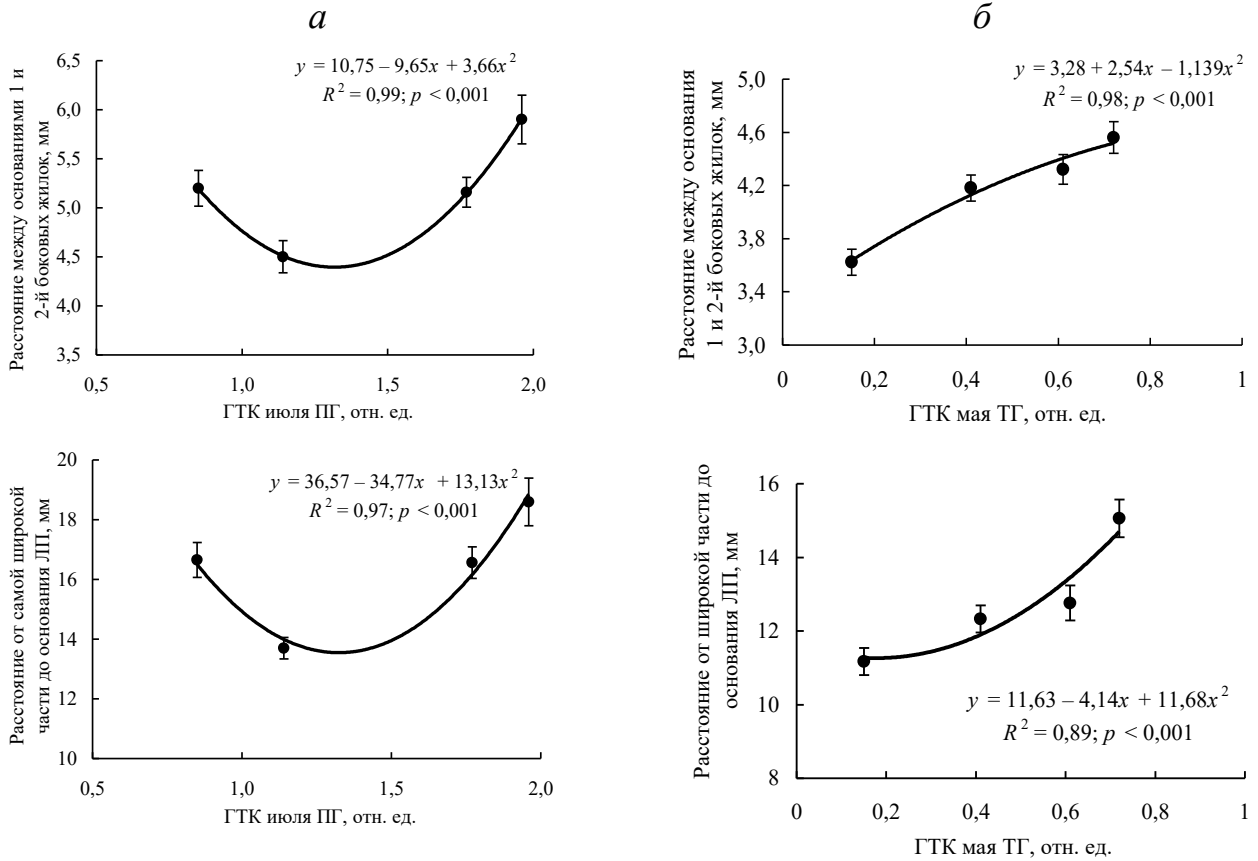 а
Расстояние между основаниями 1 и
2-й боковых жилок, мм
6,5
6,0
5,5
5,0
4,5
4,0
3,5
y = 10,75 – 9,65x + 3,66x²
R² = 0,99; p < 0,001
0,5 1,0 1,5 2,0
ГТК июля ПГ, отн. ед.
б
Расстояние между основания
1 и 2-й боковых жилок, мм
5,0
4,6
4,2
3,8
3,4
3,0
y = 3,28 + 2,54x – 1,139x²
R² = 0,98; p < 0,001
0 0,2 0,4 0,6 0,8 1
ГТК мая ТГ, отн. ед.
Расстояние от самой широкой
части до основания ЛП, мм
20
18
16
14
12
10
y = 36,57 – 34,77x + 13,13x²
R² = 0,97; p < 0,001
0,5 1,0 1,5 2,0
ГТК июля ПГ, отн. ед.
Расстояние от широкой части до
основания ЛП, мм
16
14
12
10
8
y = 11,63 – 4,14x + 11,68x²
R² = 0,89; p < 0,001
0 0,2 0,4 0,6 0,8 1
ГТК мая ТГ, отн. ед.